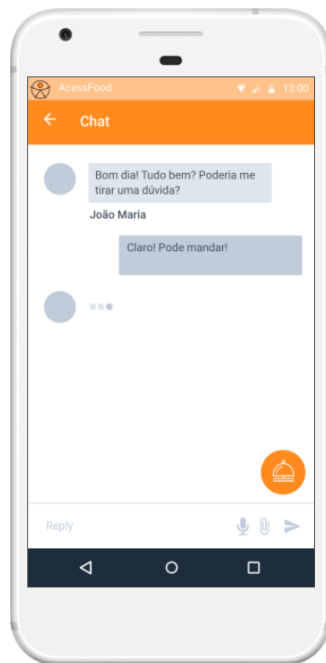 AcessFood
13:00
Chat
Bom dia! Tudo bem? Poderia me
tirar uma dúvida?
João Maria
Claro! Pode mandar!
Reply